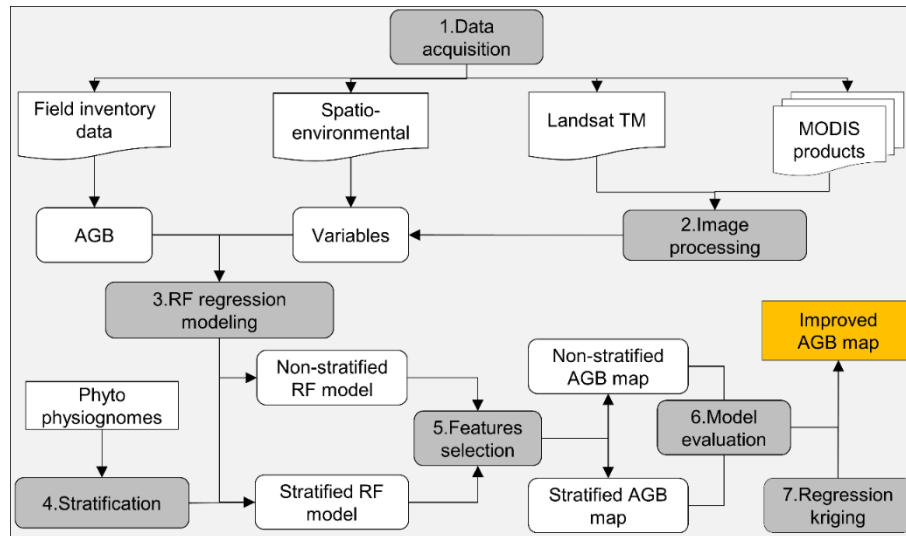 1.Data
acquisition
Field inventory
data
Spatio-
environmental
Landsat TM
MODIS
products
AGB
Variables
2.Image
processing
3.RF regression
modeling
Improved
AGB map
Non-stratified
RF model
Non-stratified
AGB map
Phyto
physiognomes
5.Features
selection
6.Model
evaluation
4.Stratification
Stratified RF
model
Stratified AGB
map
7.Regression
kriging